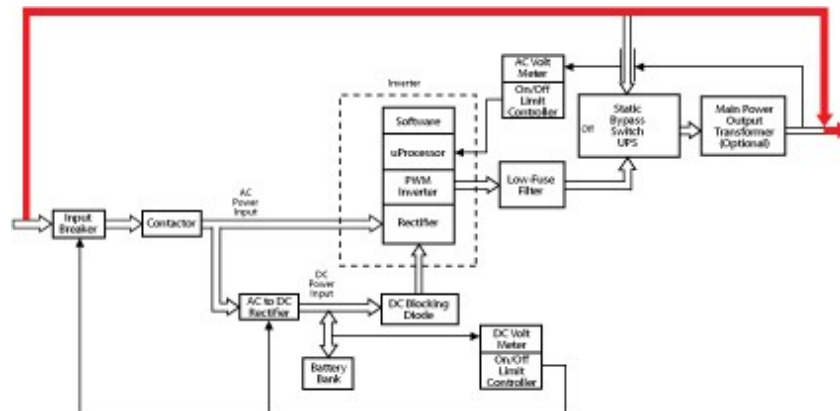 AC Volt
Meter
On/Off
Limit
Controller
Inverter
Software
uProcessor
PWM
Inverter
Rectifier
Off
Static
Bypass
Switch
UPS
Main Power
Output
Transformer
(Optional)
Low-Fuse
Filter
AC
Power
Input
Input
Breaker
Contactor
DC
Power
Input
AC to DC
Rectifier
DC Blocking
Diode
Battery
Bank
DC Volt
Meter
On/Off
Limit
Controller